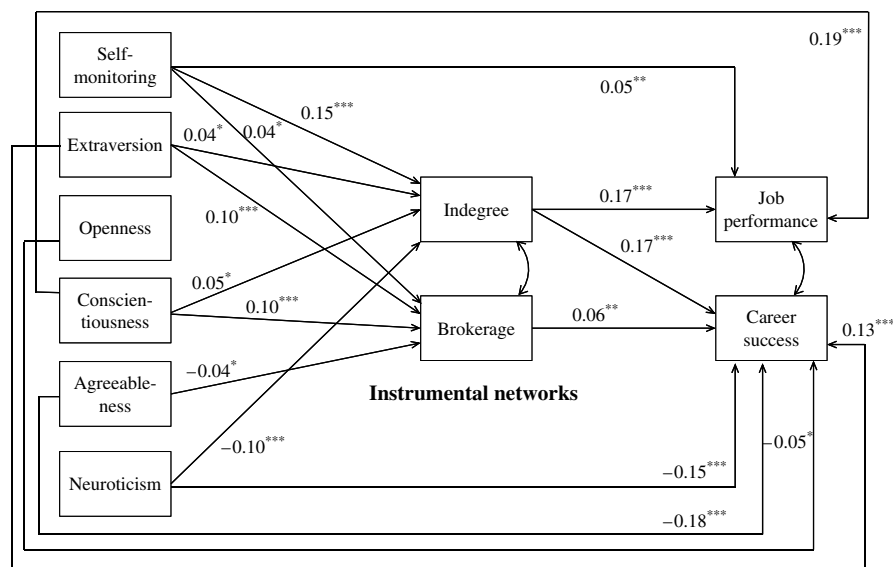 0.19***
Self-
monitoring
0.05**
0.15***
Extraversion
0.04*
0.04*
Indegree
0.17***
Job
performance
Openness
0.10***
0.17***
Conscien-
tiousness
0.05*
0.10***
Brokerage
0.06**
Career
success
0.13***
Agreeable-
ness
−0.04*
Instrumental networks
−0.10***
−0.05*
Neuroticism
−0.15***
−0.18***